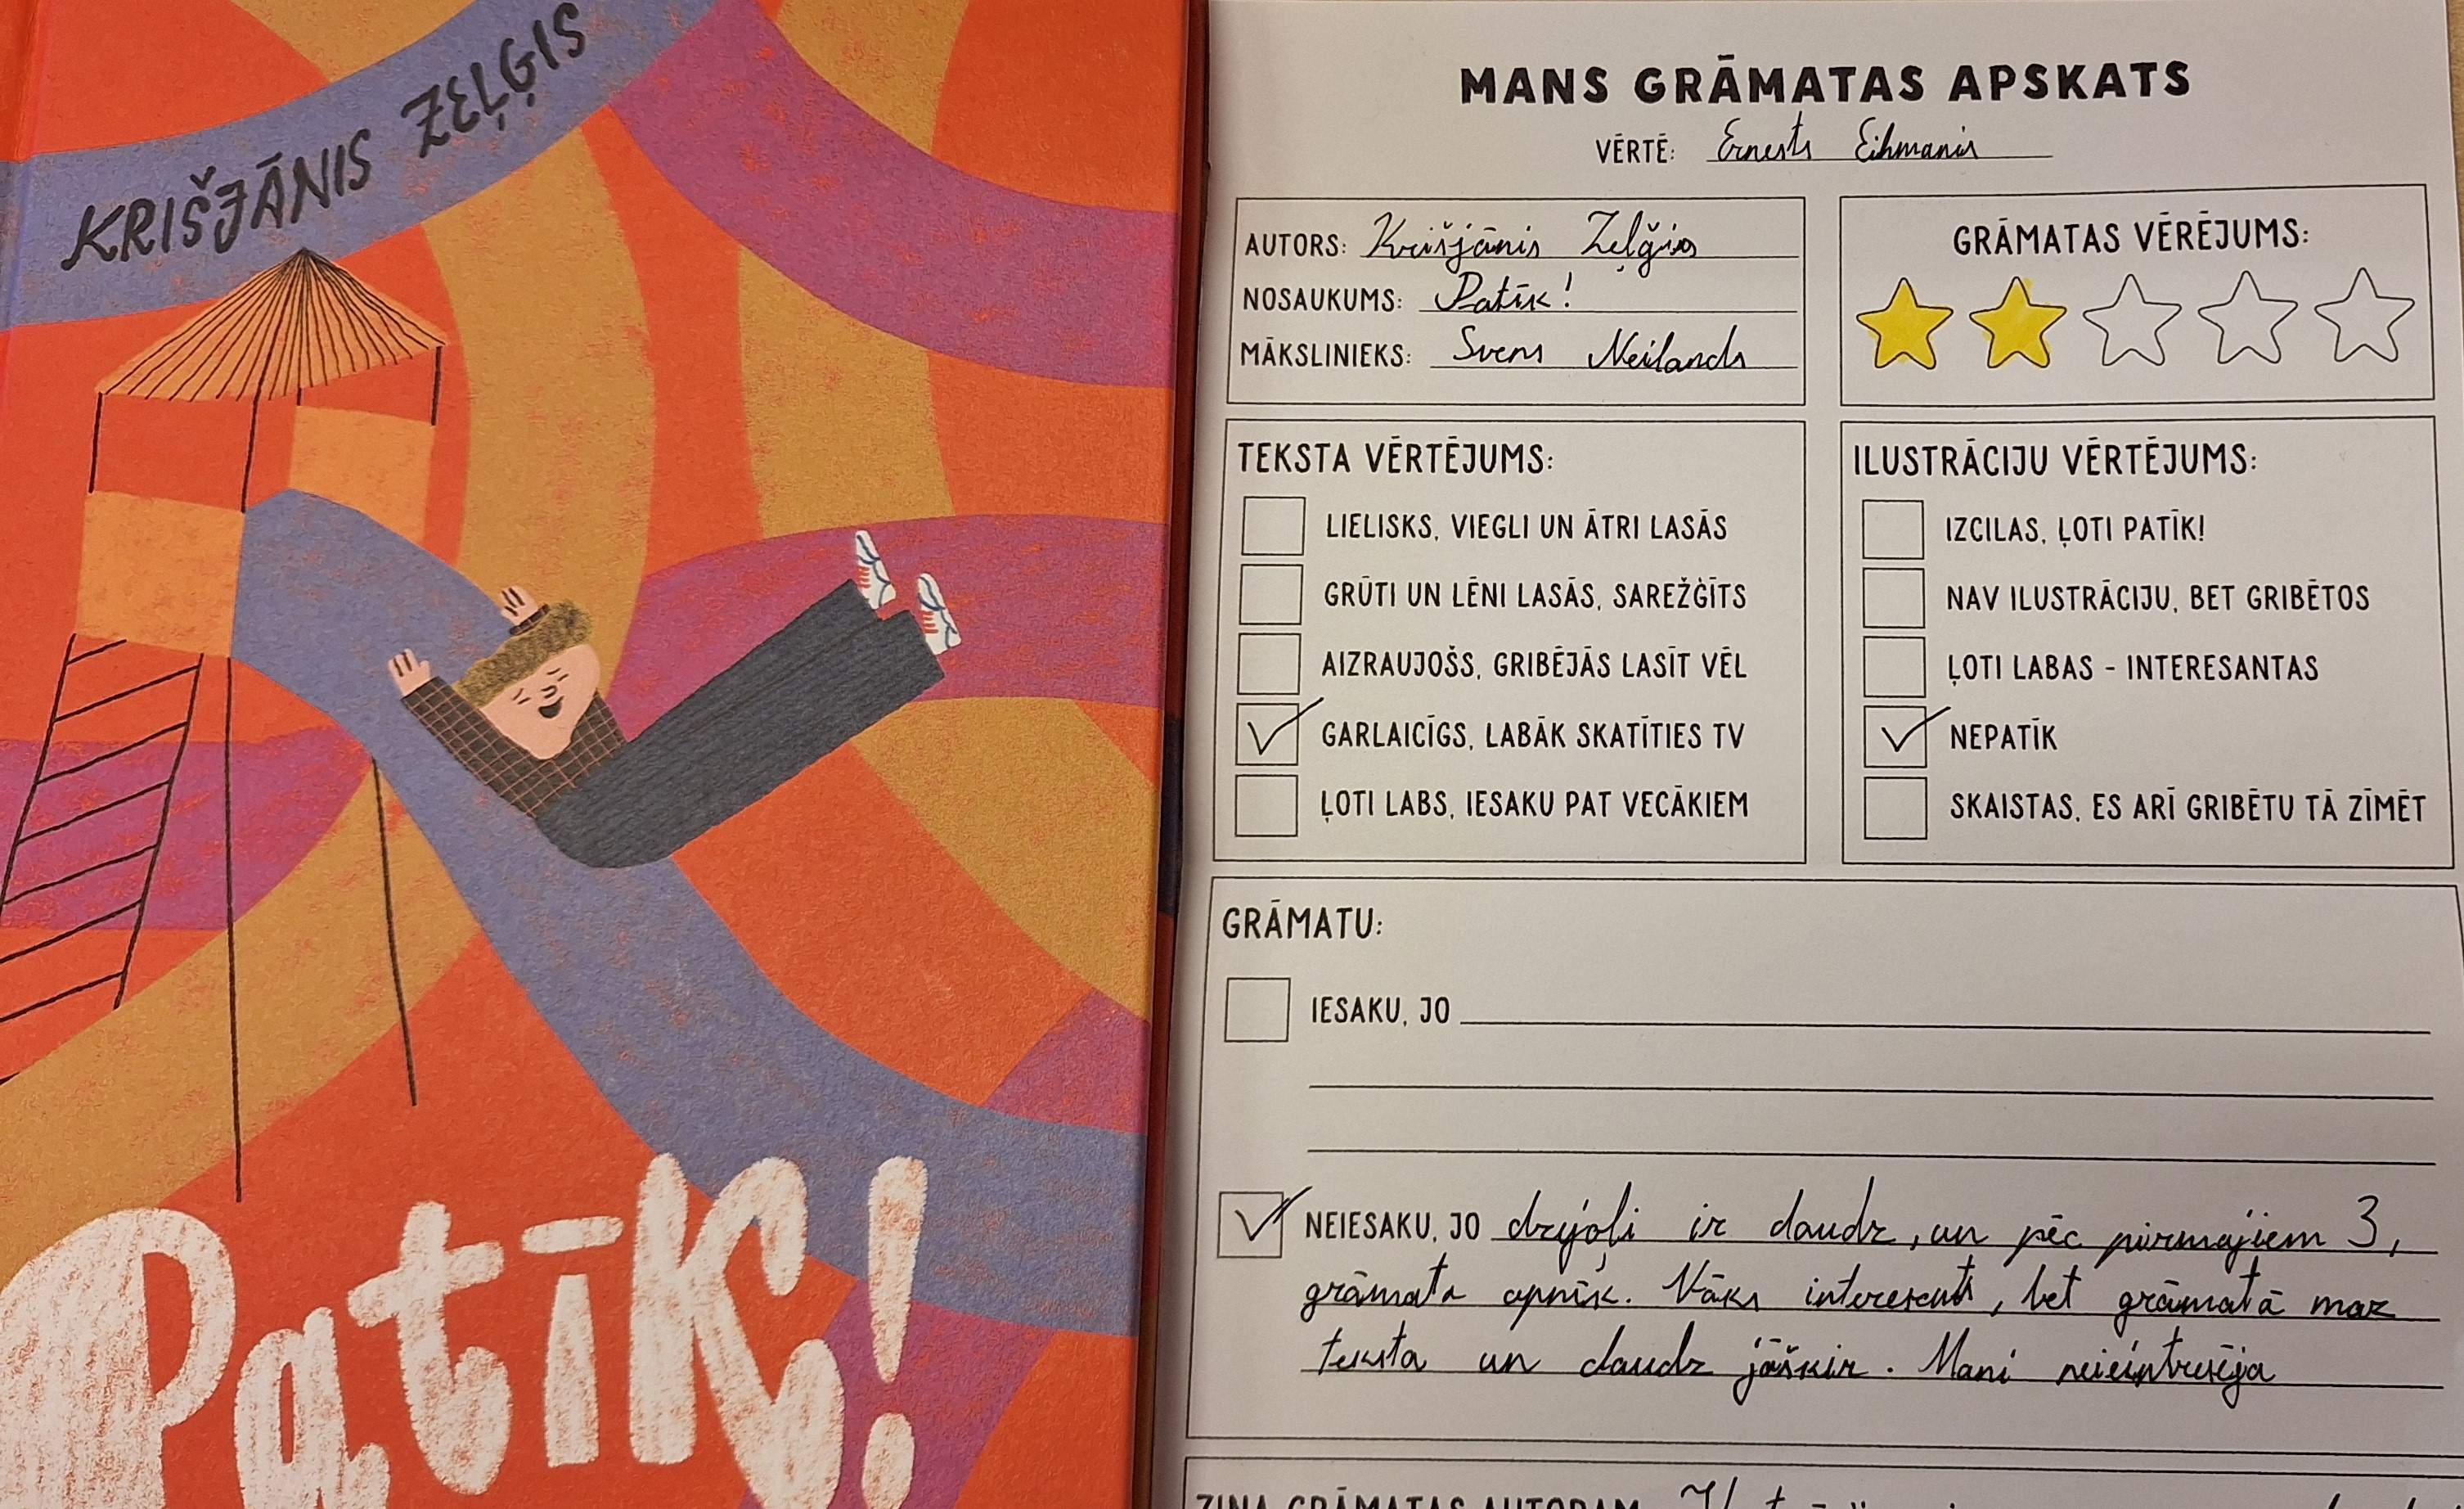 KRIŠJĀNIS ZEĻĢIS
Patīk!
MANS GRĀMATAS APSKATS
VĒRTĒ: Ernests Eihmanis
AUTORS: Krišjānis Zeļģis
NOSAUKUMS: Patīk!
MĀKSLINIEKS: Svens Neilands
GRĀMATAS VĒRĒJUMS:
TEKSTA VĒRTĒJUMS:
LIELISKS, VIEGLI UN ĀTRI LASĀS
GRŪTI UN LĒNI LASĀS, SAREŽĢĪTS
AIZRAUJOŠS, GRIBĒJĀS LASĪT VĒL
GARLAICĪGS, LABĀK SKATĪTIES TV
ĻOTI LABS, IESAKU PAT VECĀKIEM
ILUSTRĀCIJU VĒRTĒJUMS:
IZCILAS, ĻOTI PATĪK!
NAV ILUSTRĀCIJU, BET GRIBĒTOS
ĻOTI LABAS - INTERESANTAS
NEPATĪK
SKAISTAS, ES ARĪ GRIBĒTU TĀ ZĪMĒT
GRĀMATU:
IESAKU, JO
NEIESAKU, JO dzejoļi ir daudz, un pēc pirmajiem 3,
grāmata apnīk. Vāks interesants, bet grāmatā maz
teksta un daudz jāšķir. Mani neieintresēja
ZIŅA GRĀMATAS AUTORAM